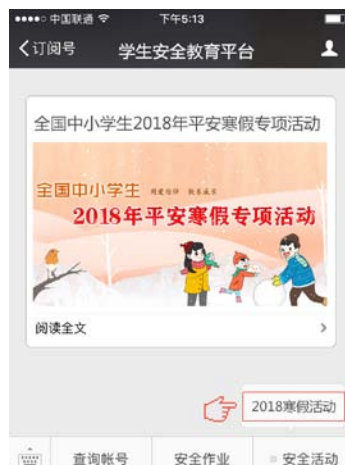 中国联通 下午5:13
订阅号 学生安全教育平台
全国中小学生2018年平安寒假专项活动
全国中小学生
2018年平安寒假专项活动
阅读全文
2018寒假活动
查询帐号 安全作业 安全活动